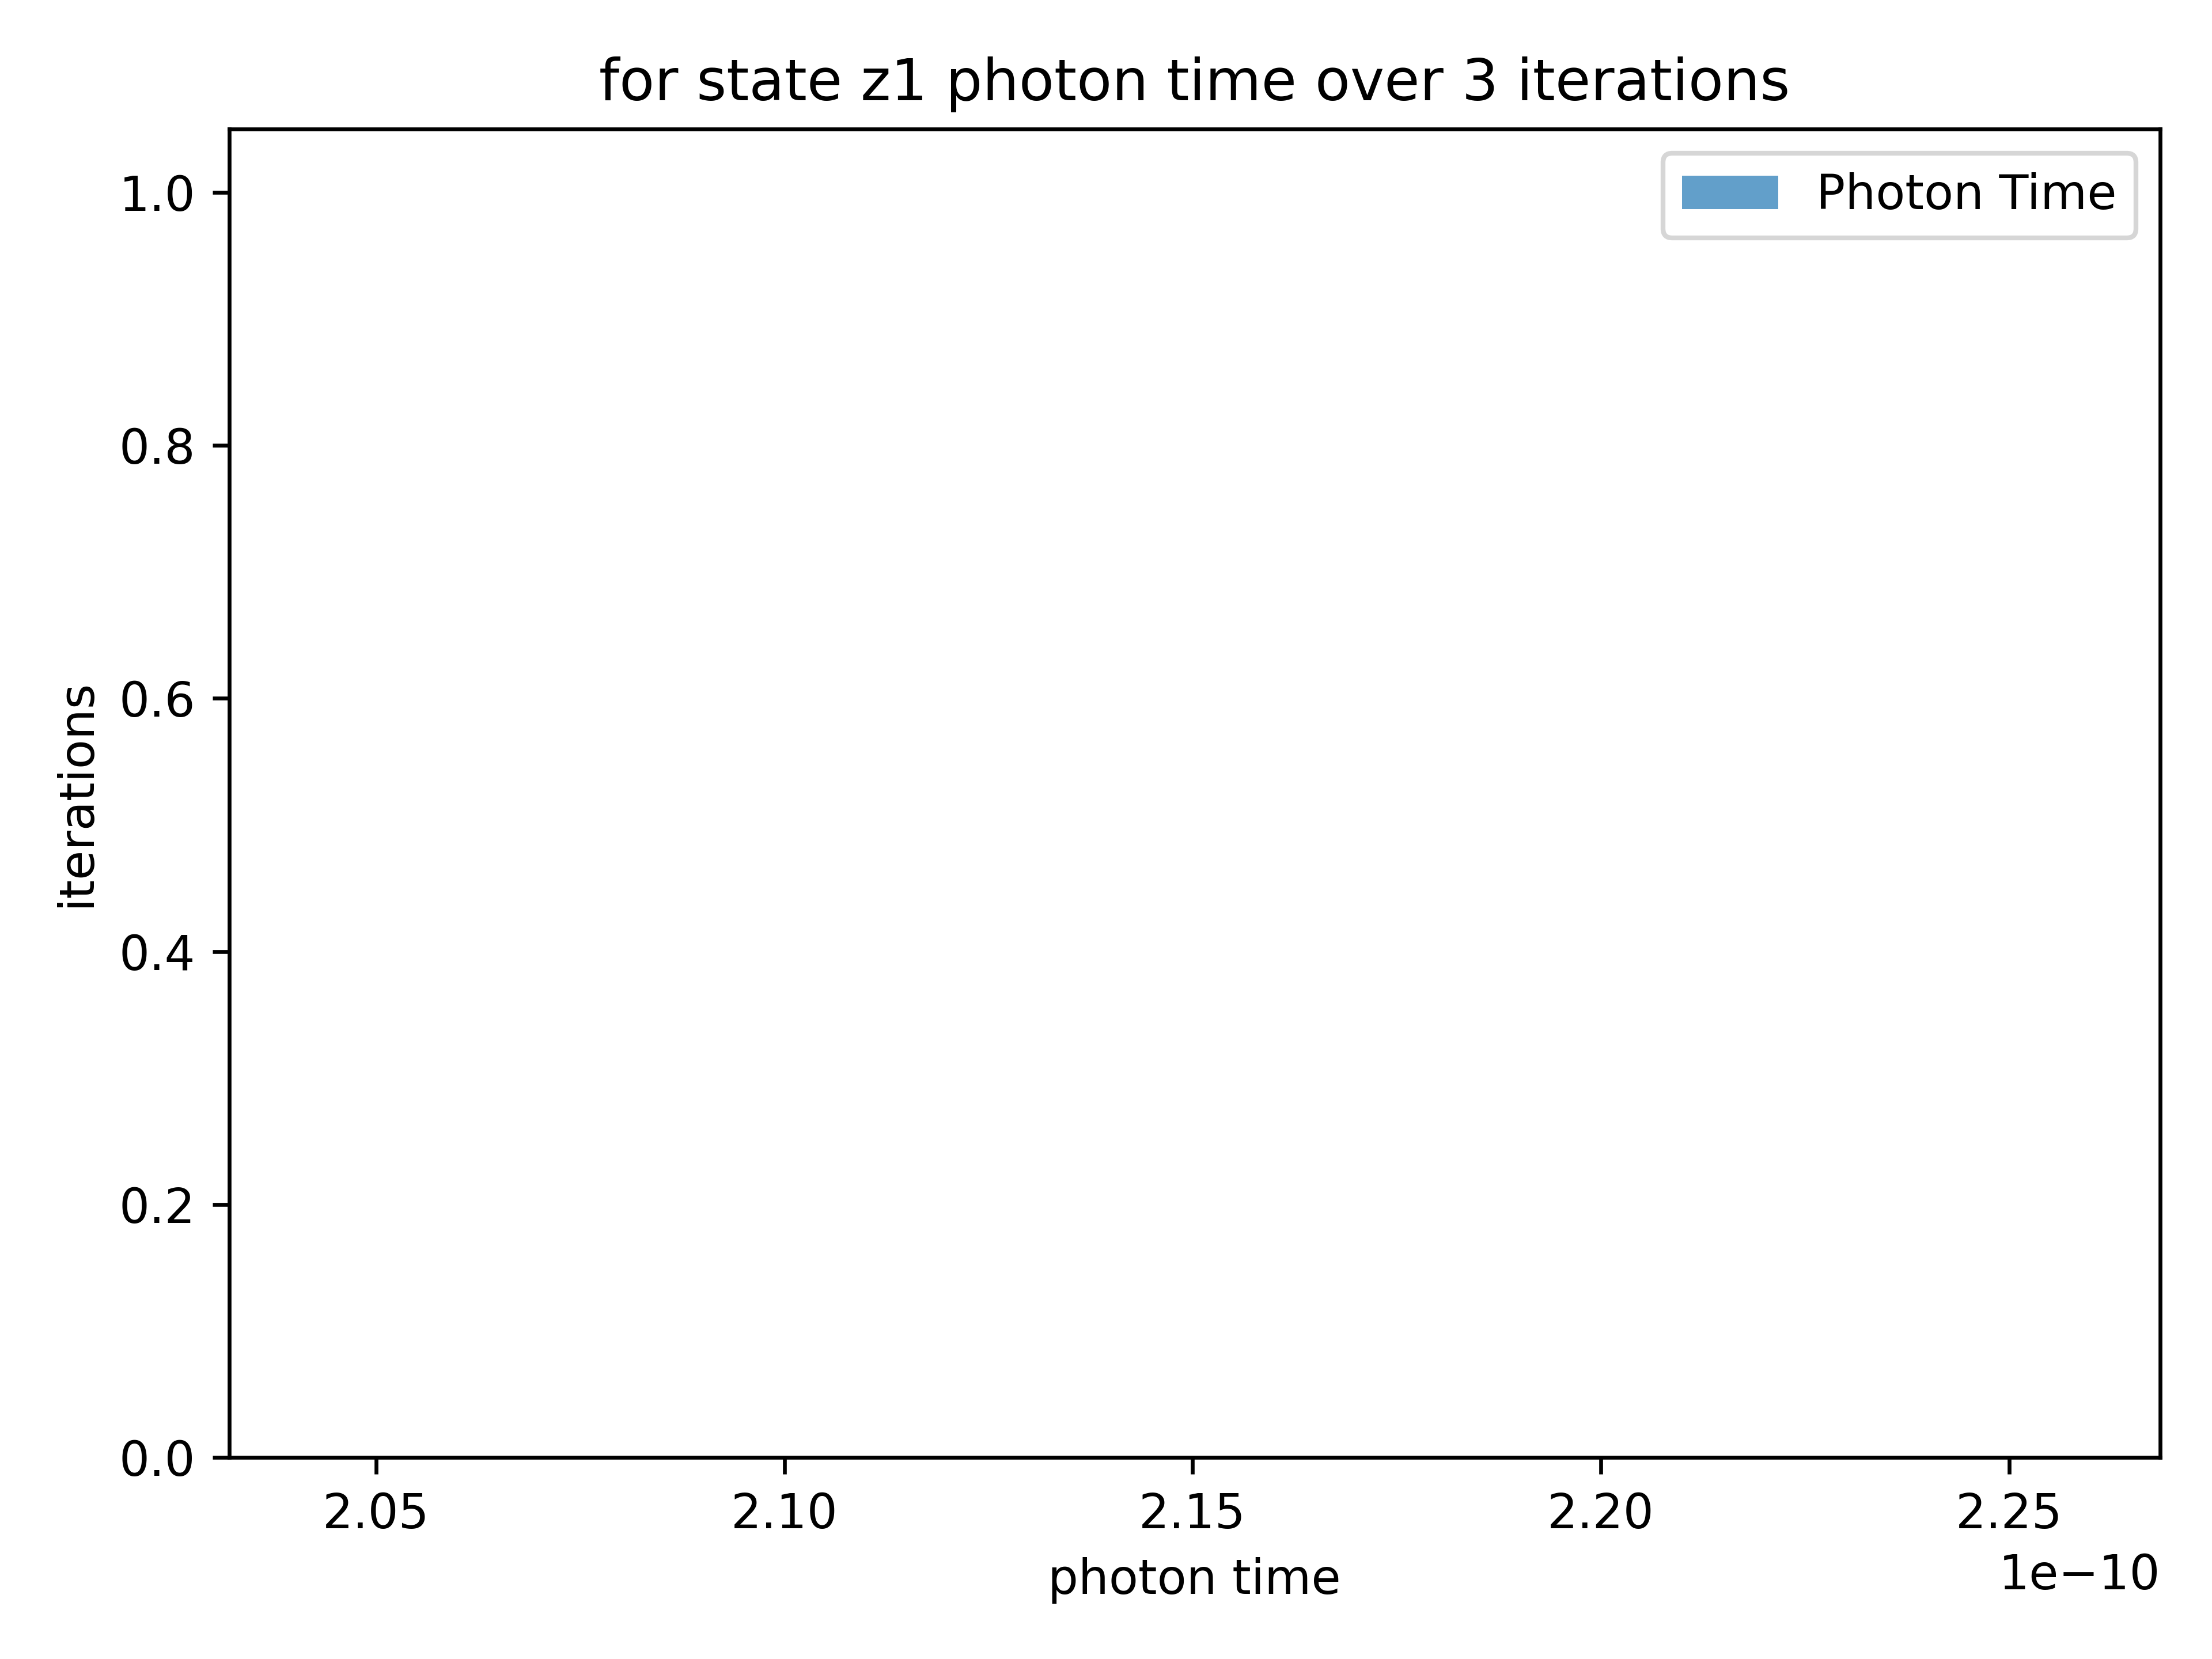 for state z1 photon time over 3 iterations
Photon Time
1.0
0.8
0.6
0.4
0.2
0.0
iterations
2.05 2.10 2.15 2.20 2.25
1e−10
photon time